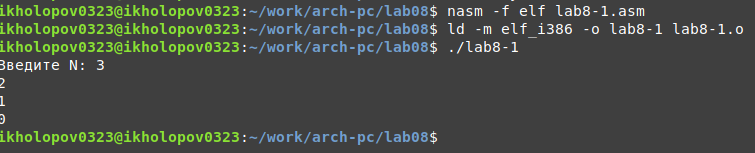 ikholopov0323@ikholopov0323:~/work/arch-pc/lab08$ nasm -f elf lab8-1.asm
ikholopov0323@ikholopov0323:~/work/arch-pc/lab08$ ld -m elf_i386 -o lab8-1 lab8-1.o
ikholopov0323@ikholopov0323:~/work/arch-pc/lab08$ ./lab8-1
Введите N: 3
2
1
0
ikholopov0323@ikholopov0323:~/work/arch-pc/lab08$